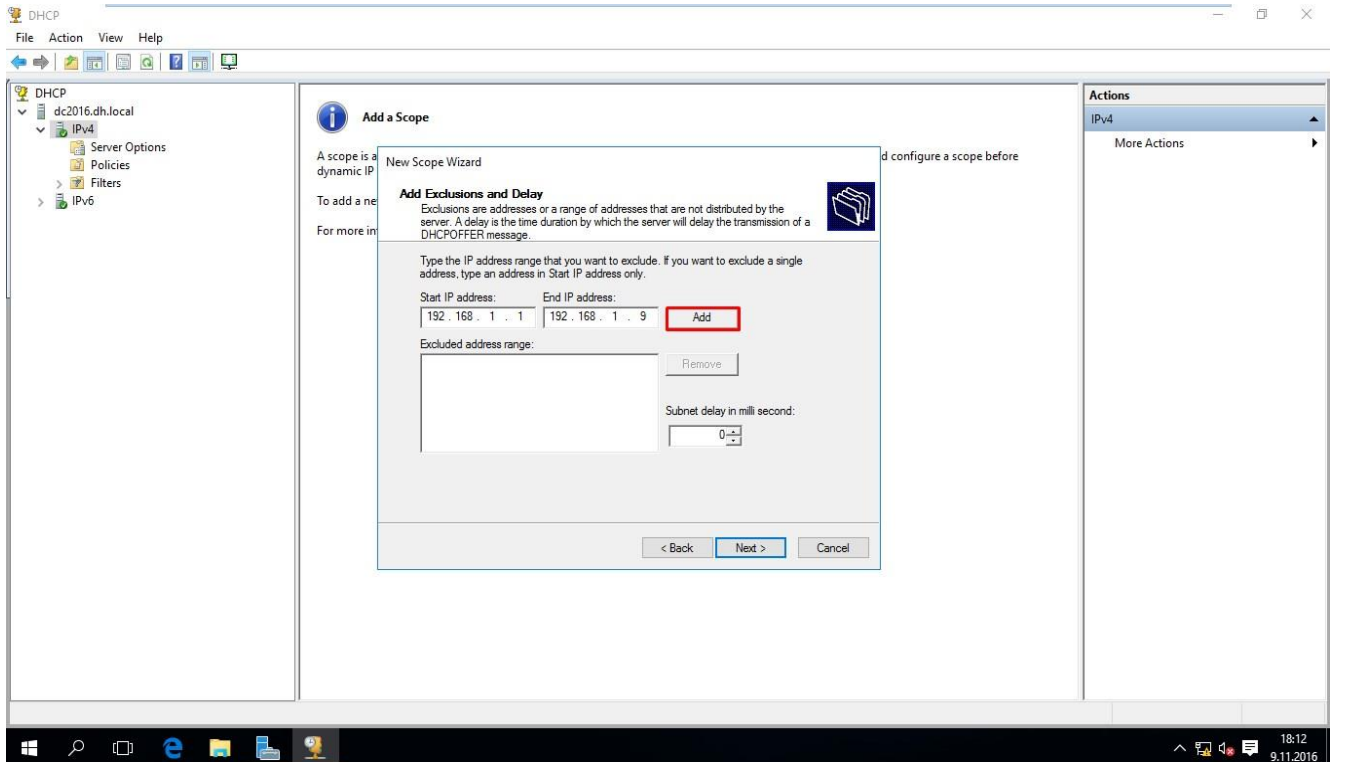 DHCP
File Action View Help
DHCP
dc2016.dh.local
IPv4
Server Options
Policies
Filters
IPv6
Add a Scope
A scope is a
d configure a scope before
dynamic IP
To add a ne
For more in
New Scope Wizard
Add Exclusions and Delay
Exclusions are addresses or a range of addresses that are not distributed by the
server. A delay is the time duration by which the server will delay the transmission of a
DHCPOFFER message.
Type the IP address range that you want to exclude. If you want to exclude a single
address, type an address in Start IP address only.
Start IP address: End IP address:
192 . 168 . 1 . 1 192 . 168 . 1 . 9 Add
Excluded address range:
Remove
Subnet delay in milli second:
0
< Back Next > Cancel
Actions
IPv4
More Actions
18:12
9.11.2016